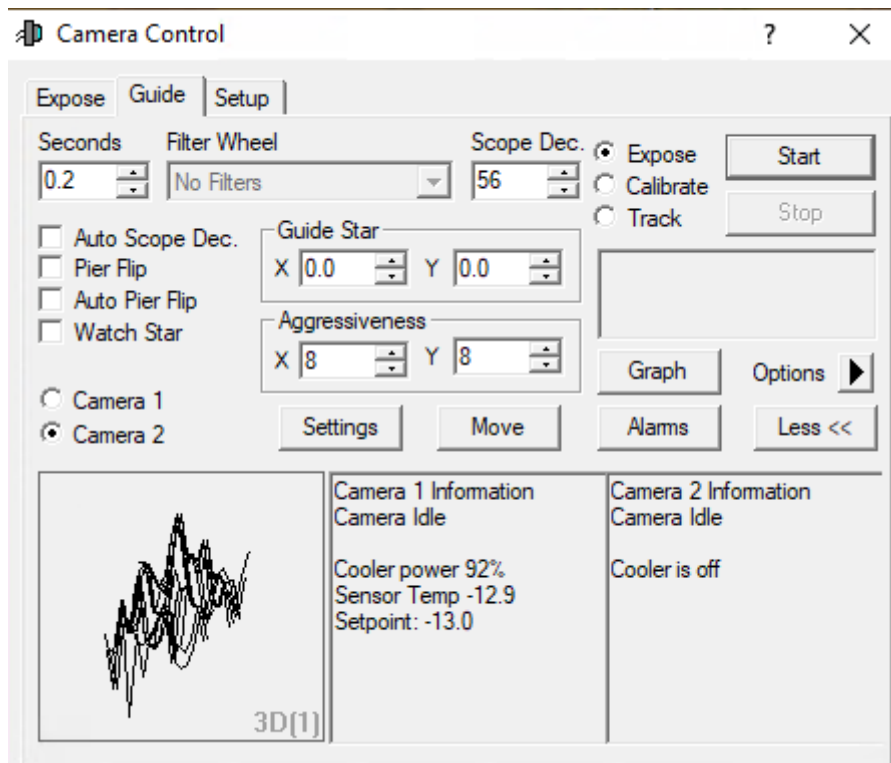 Camera Control ?
Expose Guide Setup
Seconds Filter Wheel Scope Dec.
0.2 No Filters 56
Expose
Calibrate
Track
Start
Stop
Auto Scope Dec.
Pier Flip
Auto Pier Flip
Watch Star
Guide Star
X 0.0 Y 0.0
Aggressiveness
X 8 Y 8
Camera 1
Camera 2
Settings Move
Graph Options
Alarms Less <<
3D(1)
Camera 1 Information
Camera Idle
Cooler power 92%
Sensor Temp -12.9
Setpoint: -13.0
Camera 2 Information
Camera Idle
Cooler is off